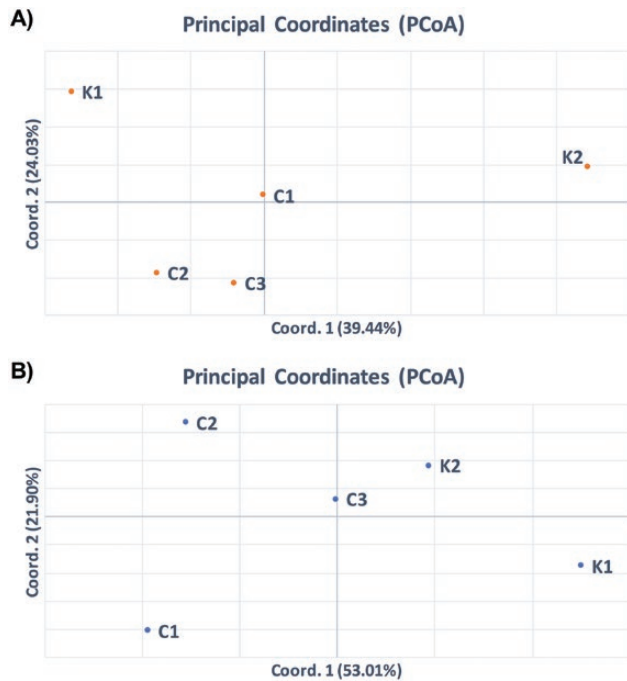 A)
Principal Coordinates (PCoA)
K1
K2
C1
C2
C3
Coord. 2 (24.03%)
Coord. 1 (39.44%)
B)
Principal Coordinates (PCoA)
C2
K2
C3
K1
C1
Coord. 2 (21.90%)
Coord. 1 (53.01%)